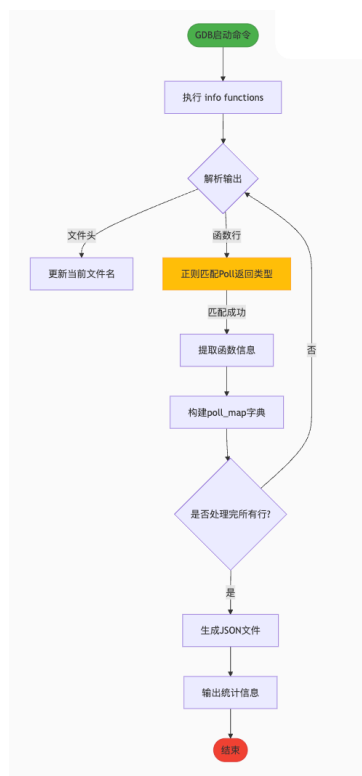 GDB启动命令
执行 info functions
解析输出
文件头
函数行
更新当前文件名
正则匹配Poll返回类型
匹配成功
提取函数信息
否
构建poll_map字典
是否处理完所有行?
是
生成JSON文件
输出统计信息
结束